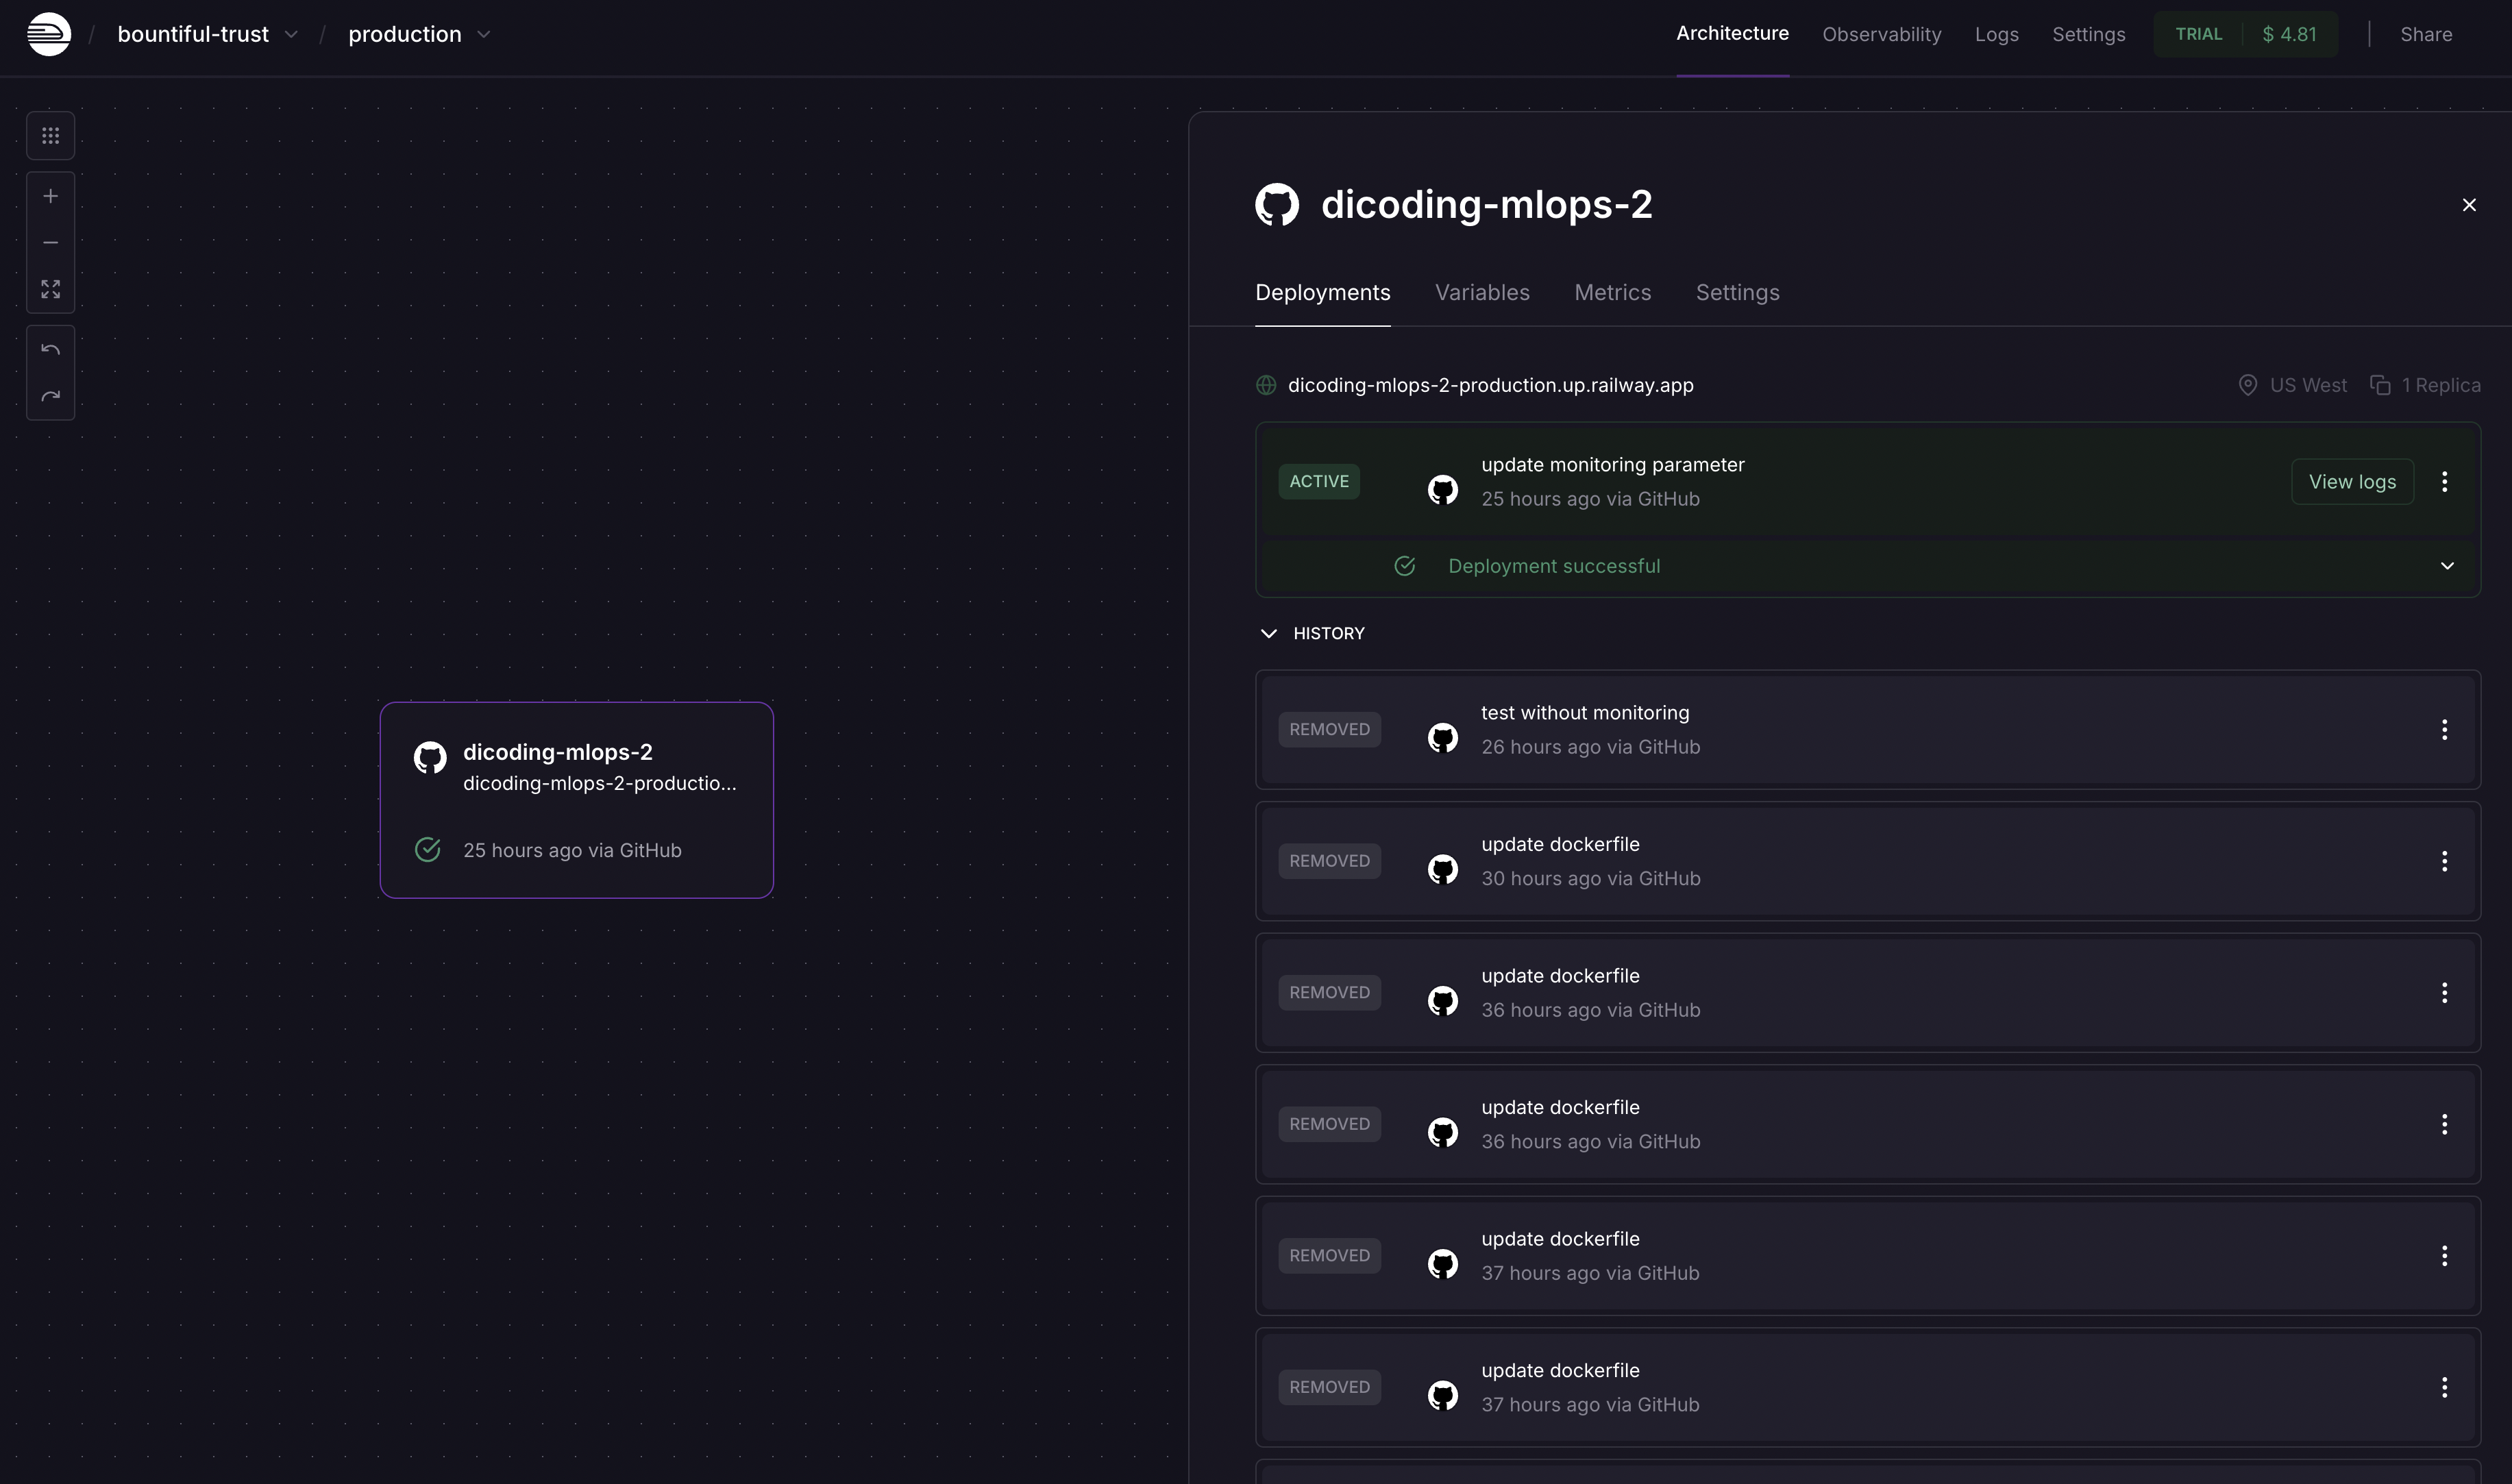 / bountiful-trust / production
Architecture Observability Logs Settings TRIAL $ 4.81 Share
dicoding-mlops-2
dicoding-mlops-2-productio...
25 hours ago via GitHub
dicoding-mlops-2
Deployments Variables Metrics Settings
dicoding-mlops-2-production.up.railway.app US West 1 Replica
ACTIVE
update monitoring parameter
25 hours ago via GitHub
View logs
Deployment successful
HISTORY
REMOVED
test without monitoring
26 hours ago via GitHub
REMOVED
update dockerfile
30 hours ago via GitHub
REMOVED
update dockerfile
36 hours ago via GitHub
REMOVED
update dockerfile
36 hours ago via GitHub
REMOVED
update dockerfile
37 hours ago via GitHub
REMOVED
update dockerfile
37 hours ago via GitHub